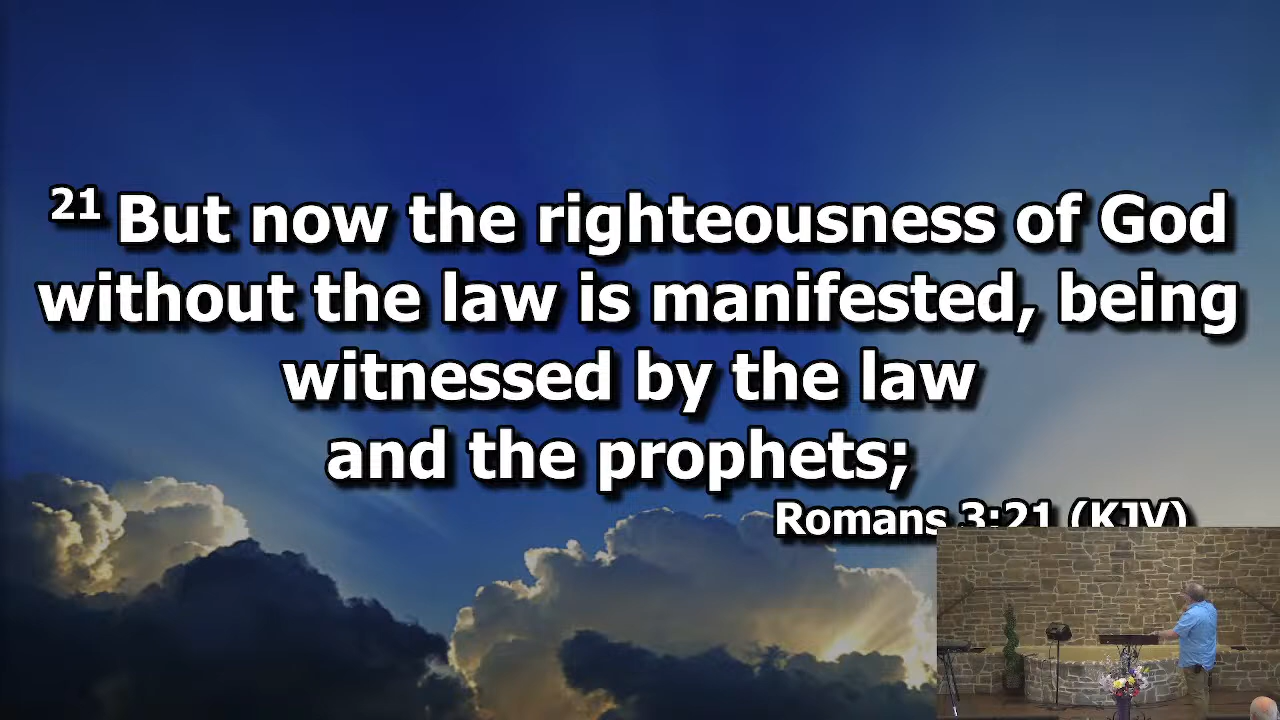 21 But now the righteousness of God
without the law is manifested, being
witnessed by the law
and the prophets;
Romans 3:21 (KJV)